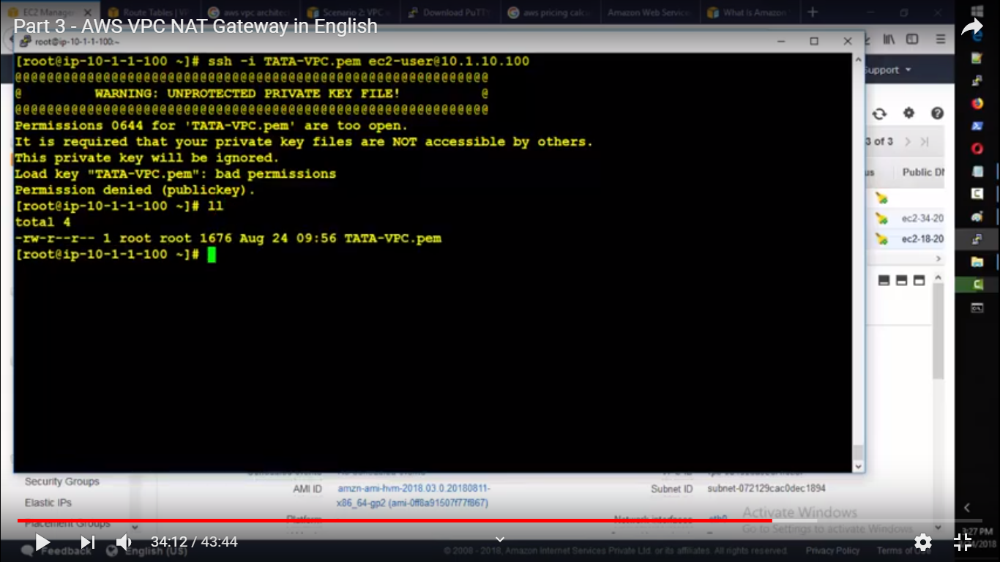 EC2 Manager
Route Tables | VP
aws vpc architec
Scenario 2: VPC
Download PuTTY
aws pricing calc
Amazon Web Service
What Is Amazon
Part 3 - AWS VPC NAT Gateway in English
root@ip-10-1-1-100:~
[root@ip-10-1-1-100 ~]# ssh -i TATA-VPC.pem ec2-user@10.1.10.100
@@@@@@@@@@@@@@@@@@@@@@@@@@@@@@@@@@@@@@@@@@@@@@@@@@@@@@@@@@@
@ WARNING: UNPROTECTED PRIVATE KEY FILE! @
@@@@@@@@@@@@@@@@@@@@@@@@@@@@@@@@@@@@@@@@@@@@@@@@@@@@@@@@@@@
Permissions 0644 for 'TATA-VPC.pem' are too open.
It is required that your private key files are NOT accessible by others.
This private key will be ignored.
Load key "TATA-VPC.pem": bad permissions
Permission denied (publickey).
[root@ip-10-1-1-100 ~]# ll
total 4
-rw-r--r-- 1 root root 1676 Aug 24 09:56 TATA-VPC.pem
[root@ip-10-1-1-100 ~]#
Support
3 of 3
us Public DN
ec2-34-20
ec2-18-20
Security Groups
Elastic IPs
Placement Groups
AMI ID
amzn-ami-hvm-2018.03.0.20180811-
x86_64-gp2 (ami-0ff8a91507f77f867)
Platform
Subnet ID subnet-072129cac0dec1894
Network interfaces eth0
Activate Windows
Go to Settings to activate Windows.
34:12 / 43:44
Feedback English (US)
© 2008 - 2018, Amazon Internet Services Private Ltd. or its affiliates. All rights reserved. Privacy Policy Terms of Use
3:27 PM
/2018